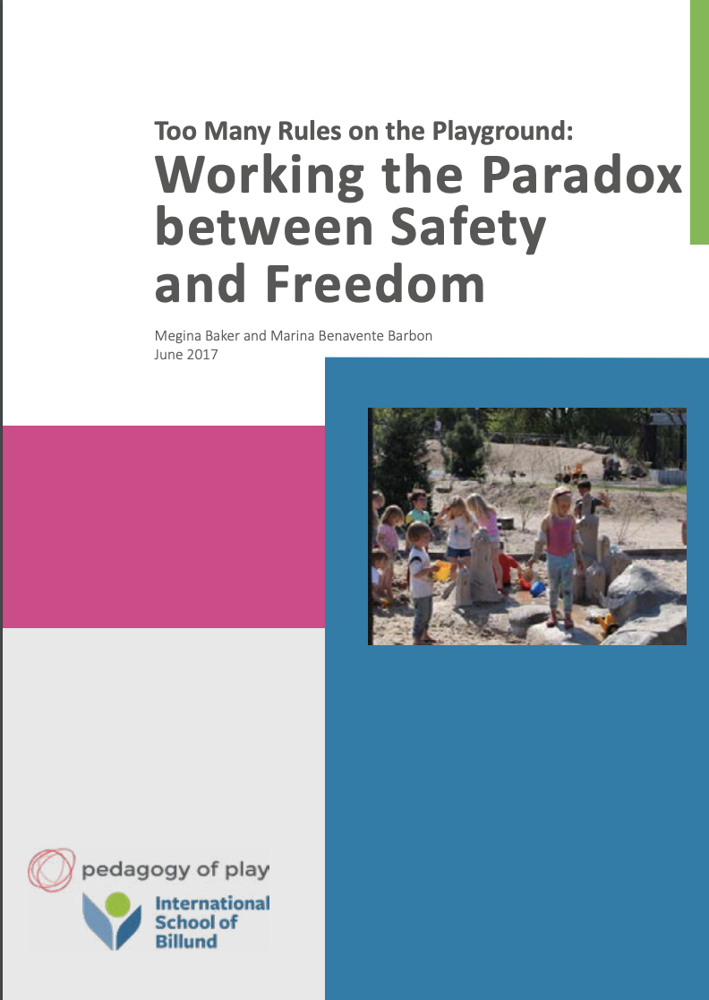 Too Many Rules on the Playground:
Working the Paradox
between Safety
and Freedom
Megina Baker and Marina Benavente Barbon
June 2017
pedagogy of play
International
School of
Billund